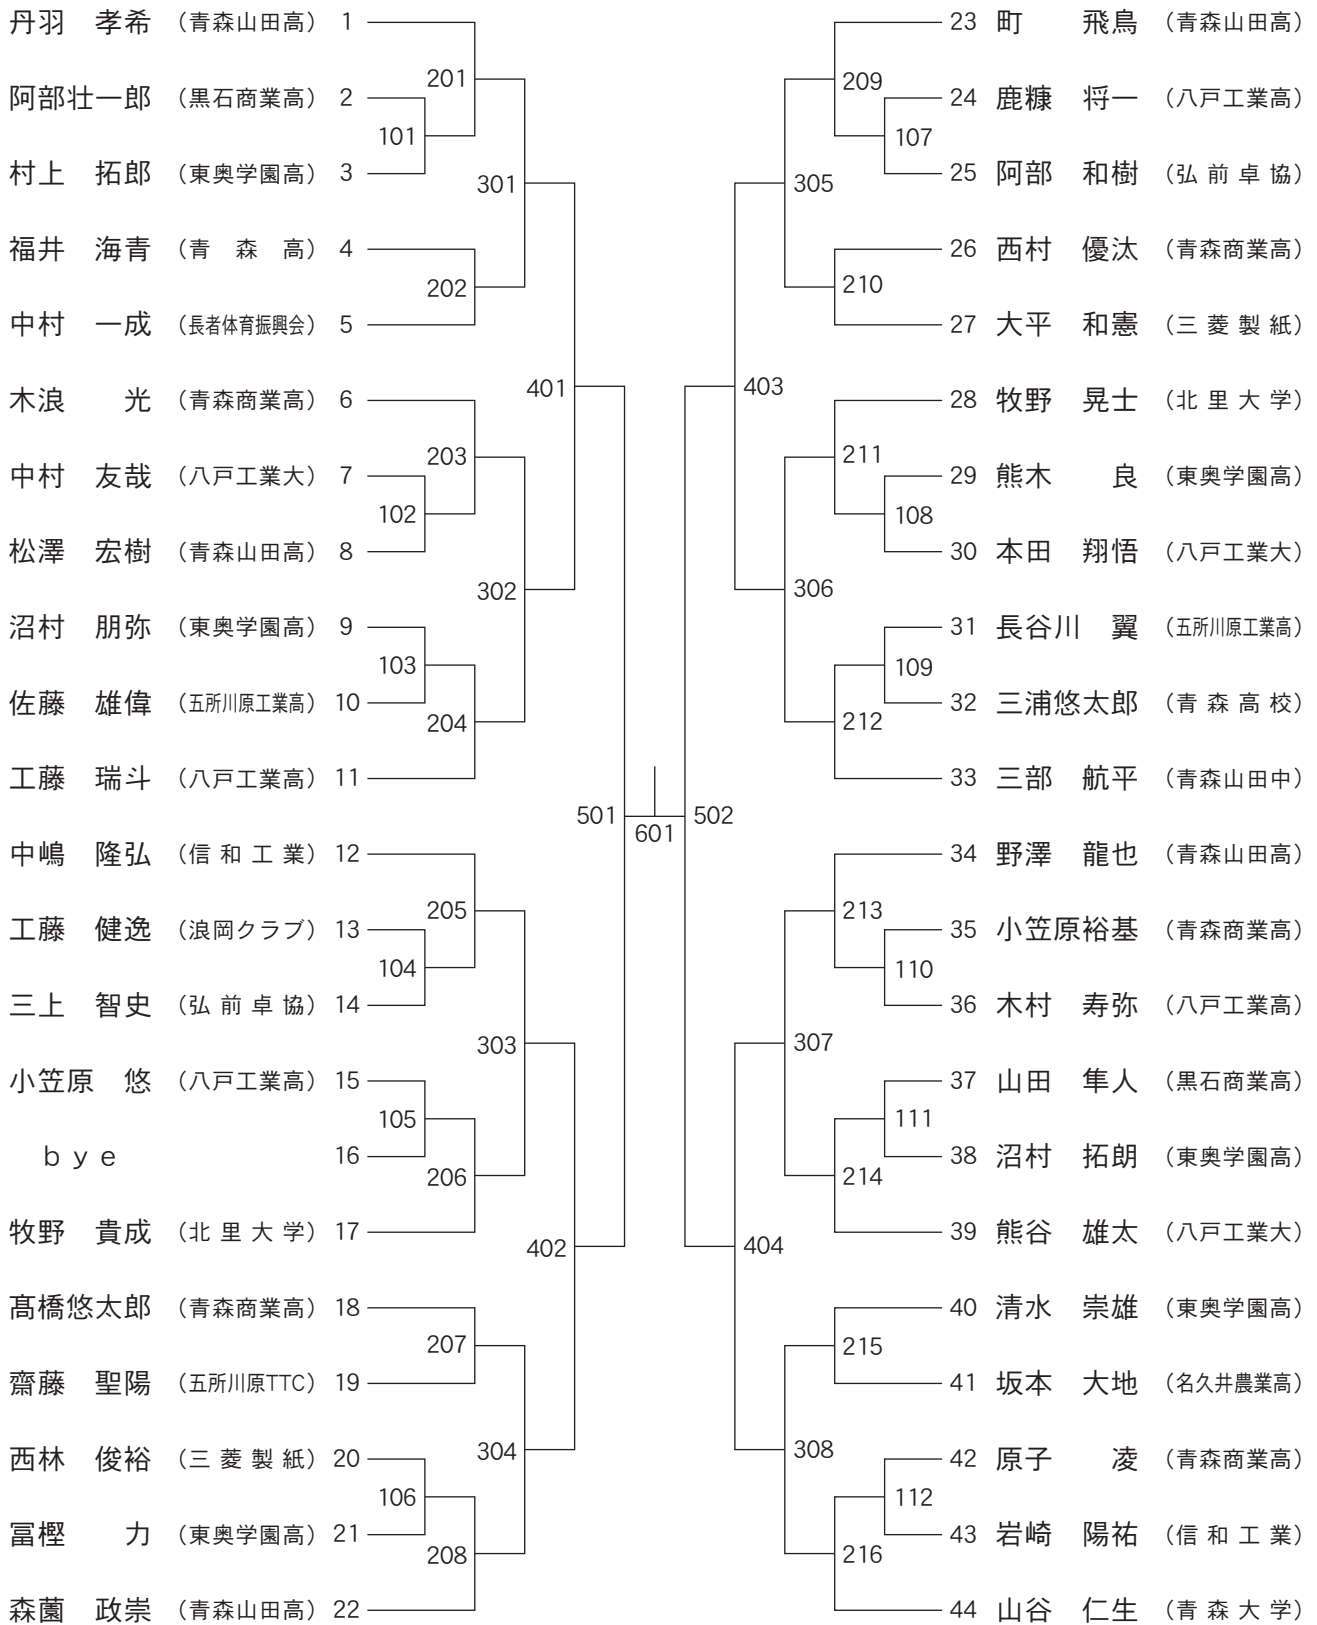 丹羽 孝希 （青森山田高） 1
阿部壮一郎 （黒石商業高） 2
村上 拓郎 （東奥学園高） 3
福井 海青 （青森高） 4
中村 一成 （長者体育振興会） 5
木浪 光 （青森商業高） 6
中村 友哉 （八戸工業大） 7
松澤 宏樹 （青森山田高） 8
沼村 朋弥 （東奥学園高） 9
佐藤 雄偉 （五所川原工業高） 10
工藤 瑞斗 （八戸工業高） 11
中嶋 隆弘 （信和工業） 12
工藤 健逸 （浪岡クラブ） 13
三上 智史 （弘前卓協） 14
小笠原 悠 （八戸工業高） 15
ｂｙｅ 16
牧野 貴成 （北里大学） 17
髙橋悠太郎 （青森商業高） 18
齋藤 聖陽 （五所川原TTC） 19
西林 俊裕 （三菱製紙） 20
冨樫 力 （東奥学園高） 21
森薗 政崇 （青森山田高） 22
101
102
103
104
105
106
201
202
203
204
205
206
207
208
301
302
303
304
401
402
501
601
502
403
404
305
306
307
308
209
210
211
212
213
214
215
216
107
108
109
110
111
112
23 町 飛鳥 （青森山田高）
24 鹿糠 将一 （八戸工業高）
25 阿部 和樹 （弘前卓協）
26 西村 優汰 （青森商業高）
27 大平 和憲 （三菱製紙）
28 牧野 晃士 （北里大学）
29 熊木 良 （東奥学園高）
30 本田 翔悟 （八戸工業大）
31 長谷川 翼 （五所川原工業高）
32 三浦悠太郎 （青森高校）
33 三部 航平 （青森山田中）
34 野澤 龍也 （青森山田高）
35 小笠原裕基 （青森商業高）
36 木村 寿弥 （八戸工業高）
37 山田 隼人 （黒石商業高）
38 沼村 拓朗 （東奥学園高）
39 熊谷 雄太 （八戸工業大）
40 清水 崇雄 （東奥学園高）
41 坂本 大地 （名久井農業高）
42 原子 凌 （青森商業高）
43 岩崎 陽祐 （信和工業）
44 山谷 仁生 （青森大学）